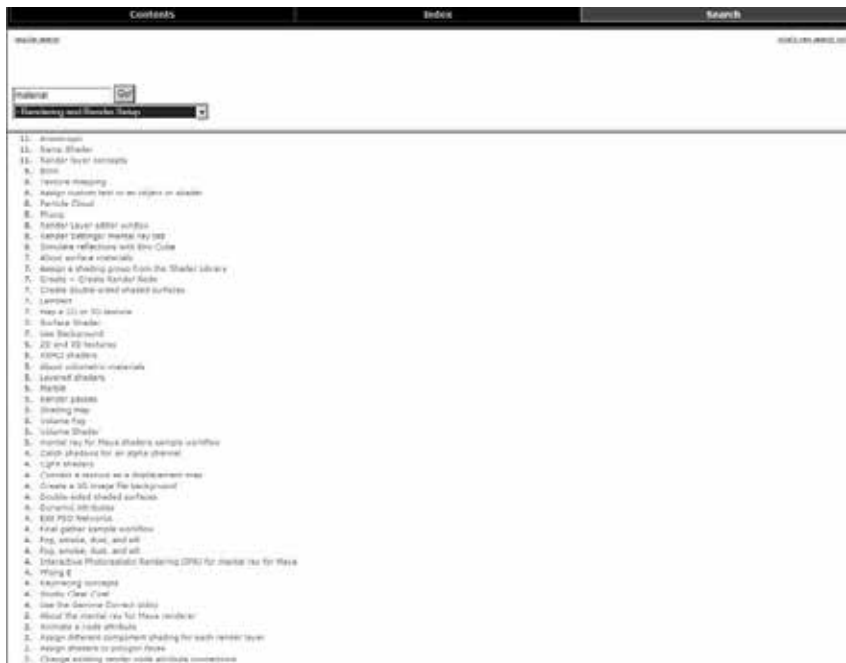 Contents Index Search
material Go!
- Rendering and Render Setup
11. Anisotropic
11. Ramp Shader
11. Render layer concepts
9. Blinn
8. Texture mapping
8. Assign custom text to an object or shader
8. Particle Cloud
8. Phong
8. Render Layer editor window
8. Render Settings: mental ray tab
8. Simulate reflections with Env Cube
7. About surface materials
7. Assign a shading group from the Shader Library
7. Create > Create Render Node
7. Create double-sided shaded surfaces
7. Lambert
7. Map a 2D or 3D texture
7. Surface Shader
7. Use Background
5. 2D and 3D textures
5. shaders
5. About volumetric materials
5. Layered shaders
5. Marble
5. Render passes
5. Shading Map
5. Volume Fog
5. Volume Shader
5. mental ray for Maya shaders sample workflow
4. Catch shadows for an alpha channel
4. Light shaders
4. Connect a texture as a displacement map
4. Create a 3D image file background
4. Double-sided shaded surfaces
4. Dynamic Attributes
4. Edit PSD Networks
4. Final gather sample workflow
4. Fog, smoke, dust, and
4. Fog, smoke, dust, and
4. Interactive Photorealistic Rendering (IPR) for mental ray for Maya
4. Phong E
4. Raytracing concepts
4. Studio Clear Coat
4. Use the Gamma Correct utility
2. About the mental ray for Maya renderer
2. Animate a node attribute
2. Assign different component shading for each render layer
2. Assign shaders to polygon faces
2. Change existing render node attribute connections